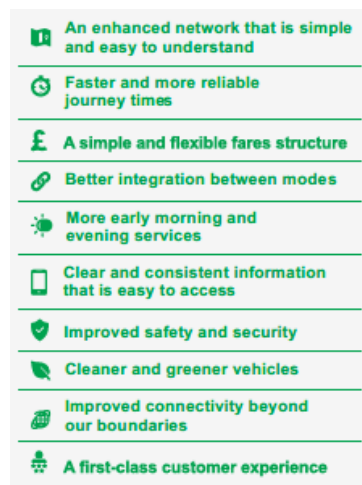 An enhanced network that is simple
and easy to understand
Faster and more reliable
journey times
£ A simple and flexible fares structure
Better integration between modes
More early morning and
evening services
Clear and consistent information
that is easy to access
Improved safety and security
Cleaner and greener vehicles
Improved connectivity beyond
our boundaries
A first-class customer experience